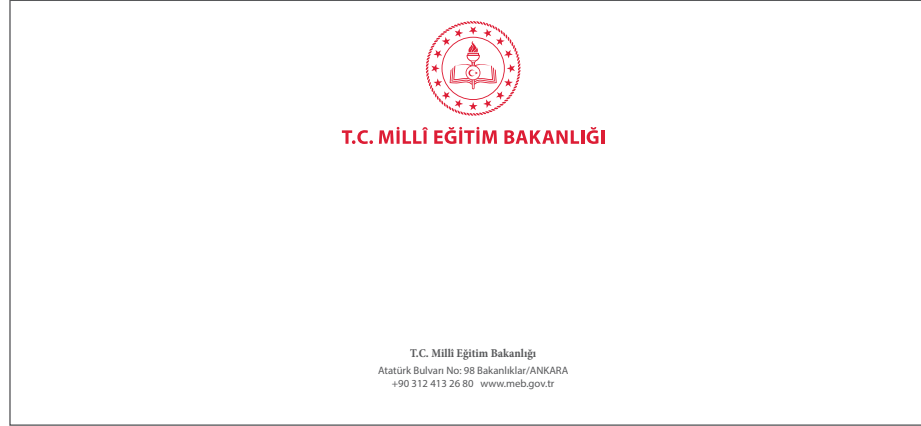 T.C. MİLLÎ EĞİTİM BAKANLIĞI
T.C. Millî Eğitim Bakanlığı
Atatürk Bulvarı No: 98 Bakanlıklar/ANKARA
+90 312 413 26 80 www.meb.gov.tr